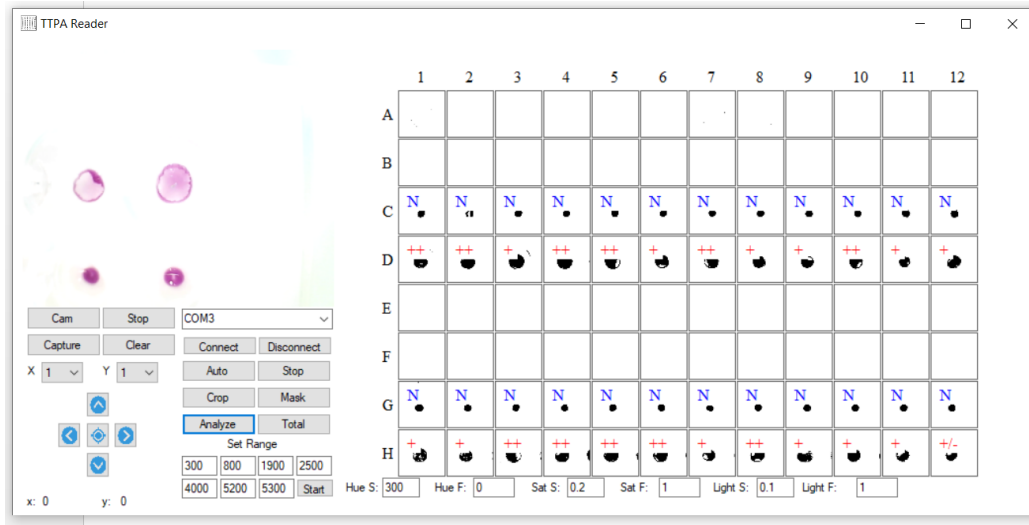 TTPA Reader
1 2 3 4 5 6 7 8 9 10 11 12
A
B
C N N N N N N N N N N N N
D ++ ++ + ++ ++ + ++ + + ++ + +
E
F
G N N N N N N N N N N N N
H + + ++ ++ ++ ++ + ++ + + + +/-
Cam Stop COM3
Capture Clear Connect Disconnect
X 1 Y 1 Auto Stop
Crop Mask
Analyze Total
Set Range
300 800 1900 2500
4000 5200 5300 Start
Hue S: 300 Hue F: 0 Sat S: 0.2 Sat F: 1 Light S: 0.1 Light F: 1
x: 0 y: 0